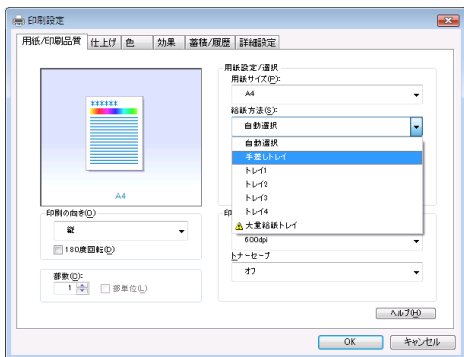 印刷設定
用紙/印刷品質 仕上げ 色 効果 蓄積/履歴 詳細設定
A4
印刷の向き(O)
縦
180度回転(D)
部数(C):
1 部単位(L)
用紙設定/選択
用紙サイズ(P):
A4
給紙方法(S):
自動選択
自動選択
手差しトレイ
トレイ1
トレイ2
トレイ3
トレイ4
大量給紙トレイ
印
600dpi
トナーセーブ
オフ
ヘルプ(H)
OK キャンセル